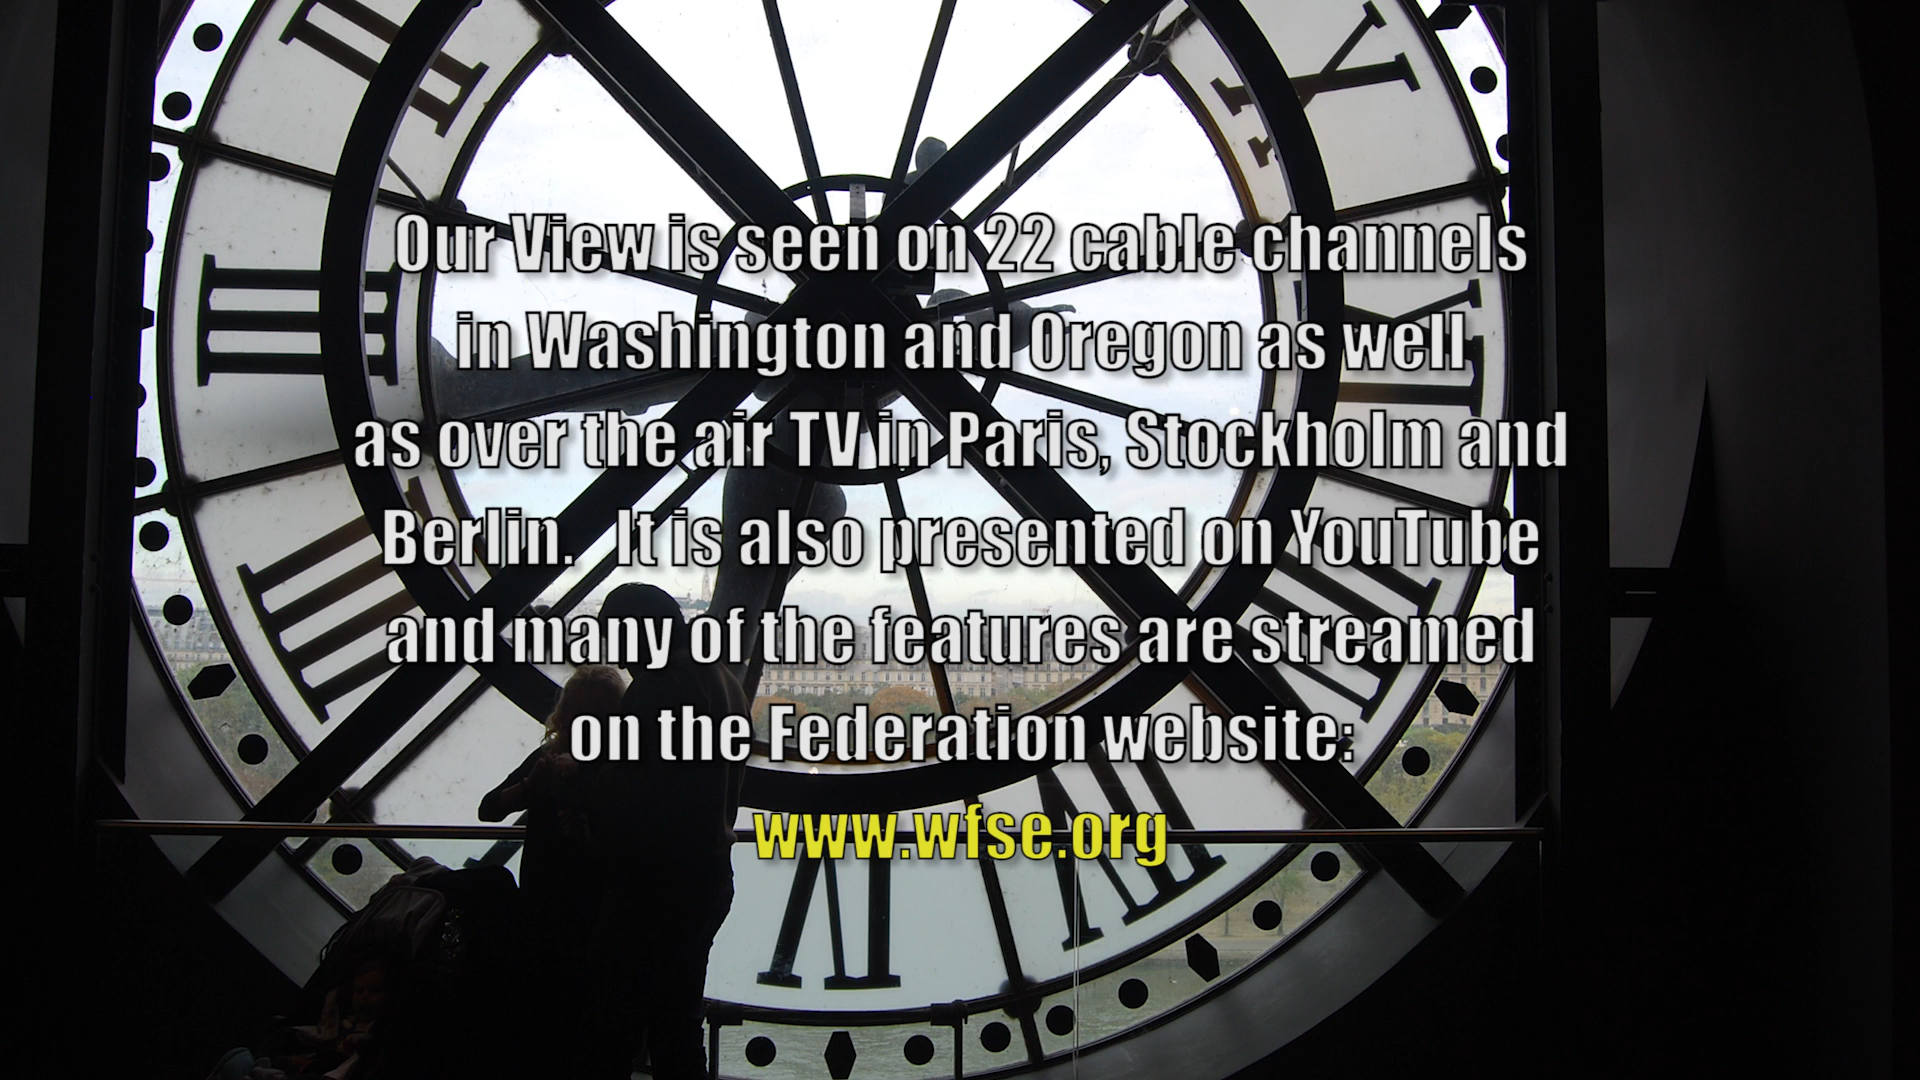 Our View is seen on 22 cable channels
in Washington and Oregon as well
as over the air TV in Paris, Stockholm and
Berlin.   It is also presented on YouTube
and many of the features are streamed
on the Federation website:
www.wfse.org